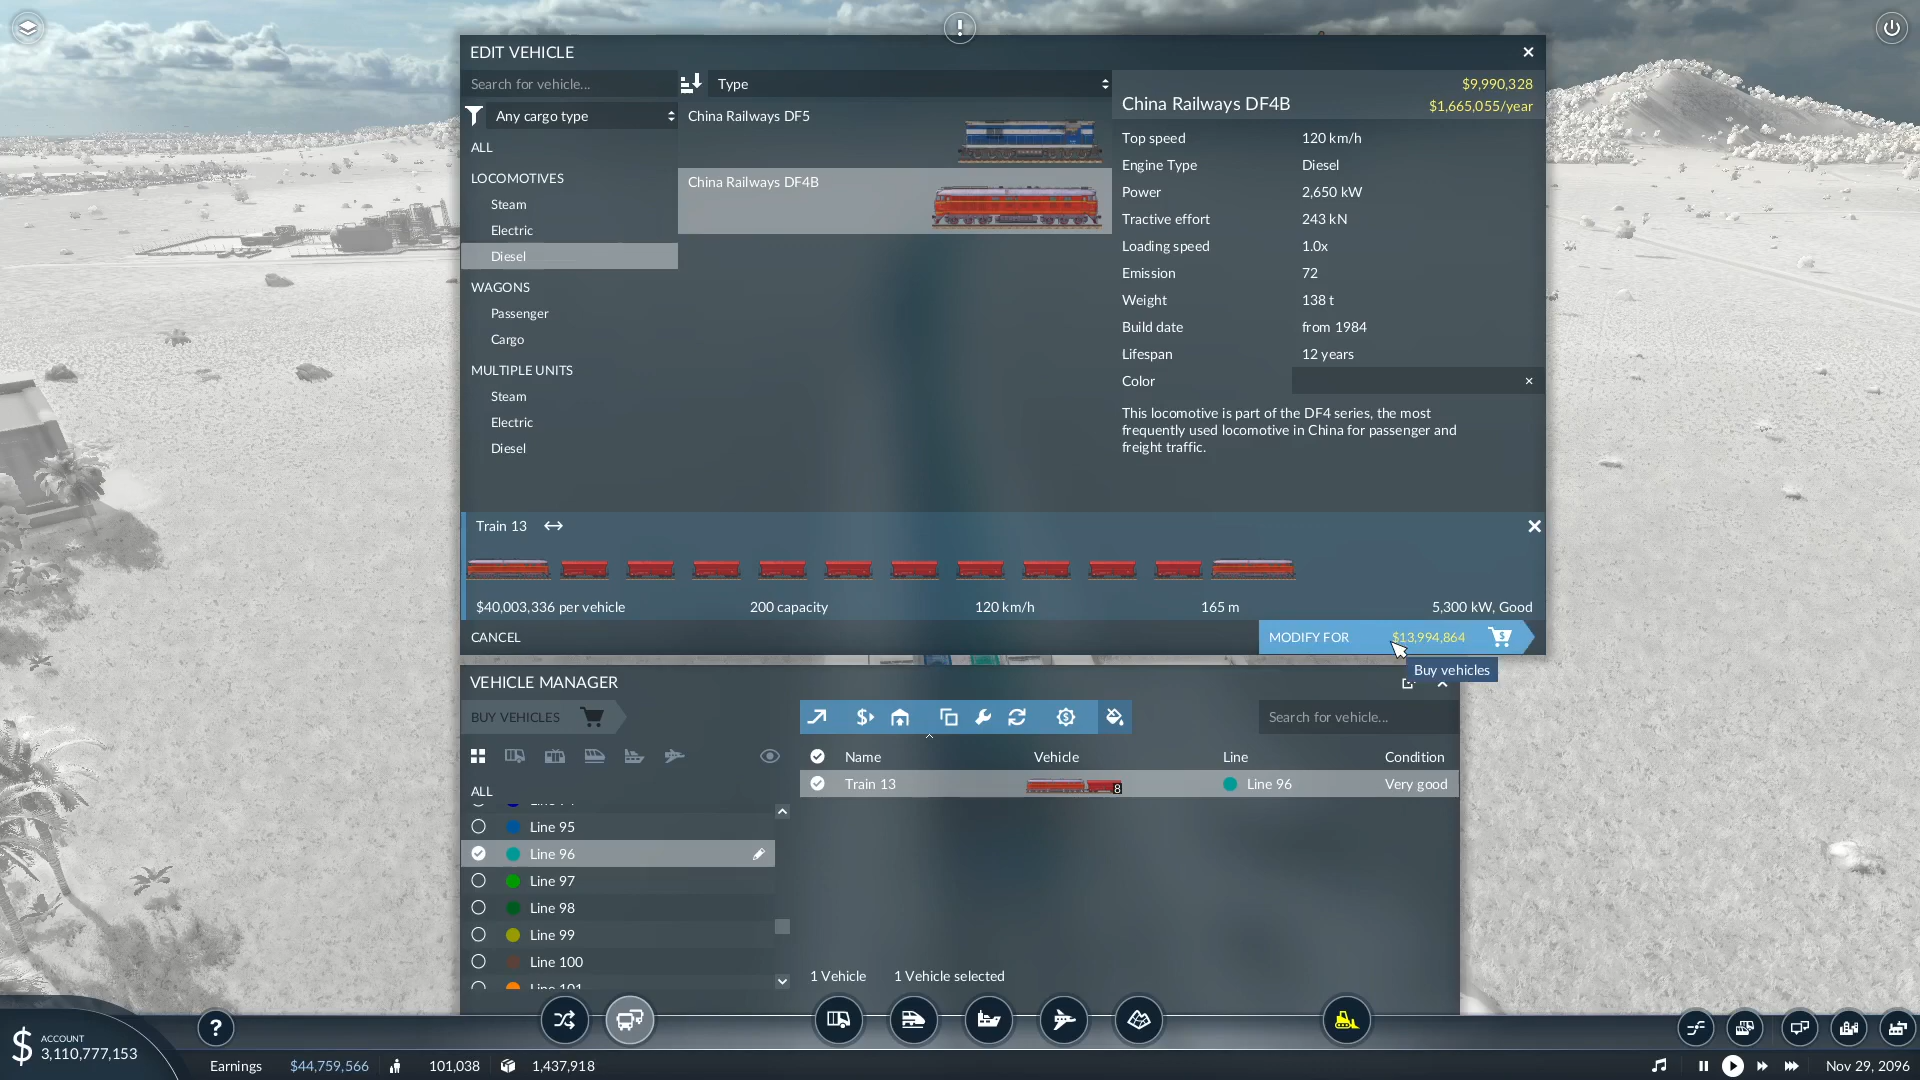 EDIT VEHICLE
Search for vehicle...
Type
$9,990,328
China Railways DF4B
$1,665,055/year
Any cargo type
ALL
LOCOMOTIVES
Steam
Electric
Diesel
WAGONS
Passenger
Cargo
MULTIPLE UNITS
Steam
Electric
Diesel
China Railways DF5
China Railways DF4B
Top speed 120 km/h
Engine Type Diesel
Power 2,650 kW
Tractive effort 243 kN
Loading speed 1.0x
Emission 72
Weight 138 t
Build date from 1984
Lifespan 12 years
Color
This locomotive is part of the DF4 series, the most
frequently used locomotive in China for passenger and
freight traffic.
Train 13
$40,003,336 per vehicle 200 capacity 120 km/h 165 m 5,300 kW, Good
CANCEL
MODIFY FOR $13,994,864
Buy vehicles
VEHICLE MANAGER
BUY VEHICLES
Search for vehicle...
ALL
Line 95
Line 96
Line 97
Line 98
Line 99
Line 100
Line 101
Name Vehicle Line Condition
Train 13 8 Line 96 Very good
1 Vehicle 1 Vehicle selected
?
$ ACCOUNT
3,110,777,153
Earnings $44,759,566 101,038 1,437,918
Nov 29, 2096